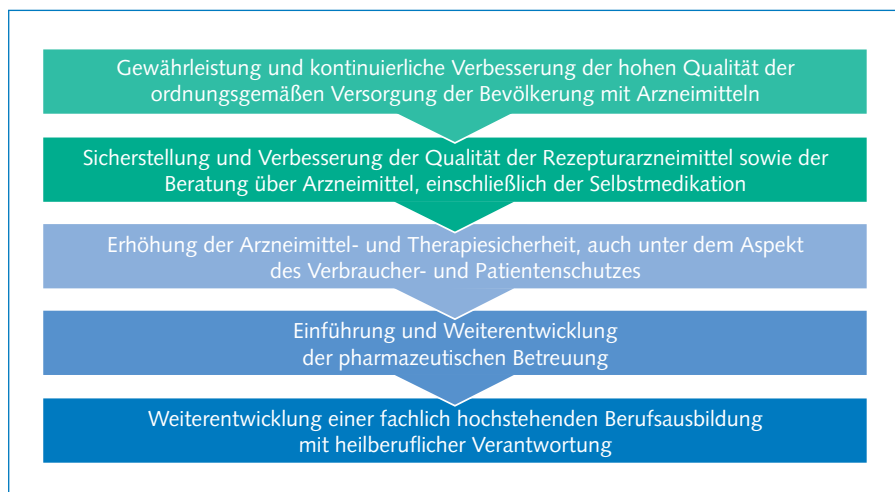 Gewährleistung und kontinuierliche Verbesserung der hohen Qualität der
ordnungsgemäßen Versorgung der Bevölkerung mit Arzneimitteln
Sicherstellung und Verbesserung der Qualität der Rezepturarzneimittel sowie der
Beratung über Arzneimittel, einschließlich der Selbstmedikation
Erhöhung der Arzneimittel- und Therapiesicherheit, auch unter dem Aspekt
des Verbraucher- und Patientenschutzes
Einführung und Weiterentwicklung
der pharmazeutischen Betreuung
Weiterentwicklung einer fachlich hochstehenden Berufsausbildung
mit heilberuflicher Verantwortung